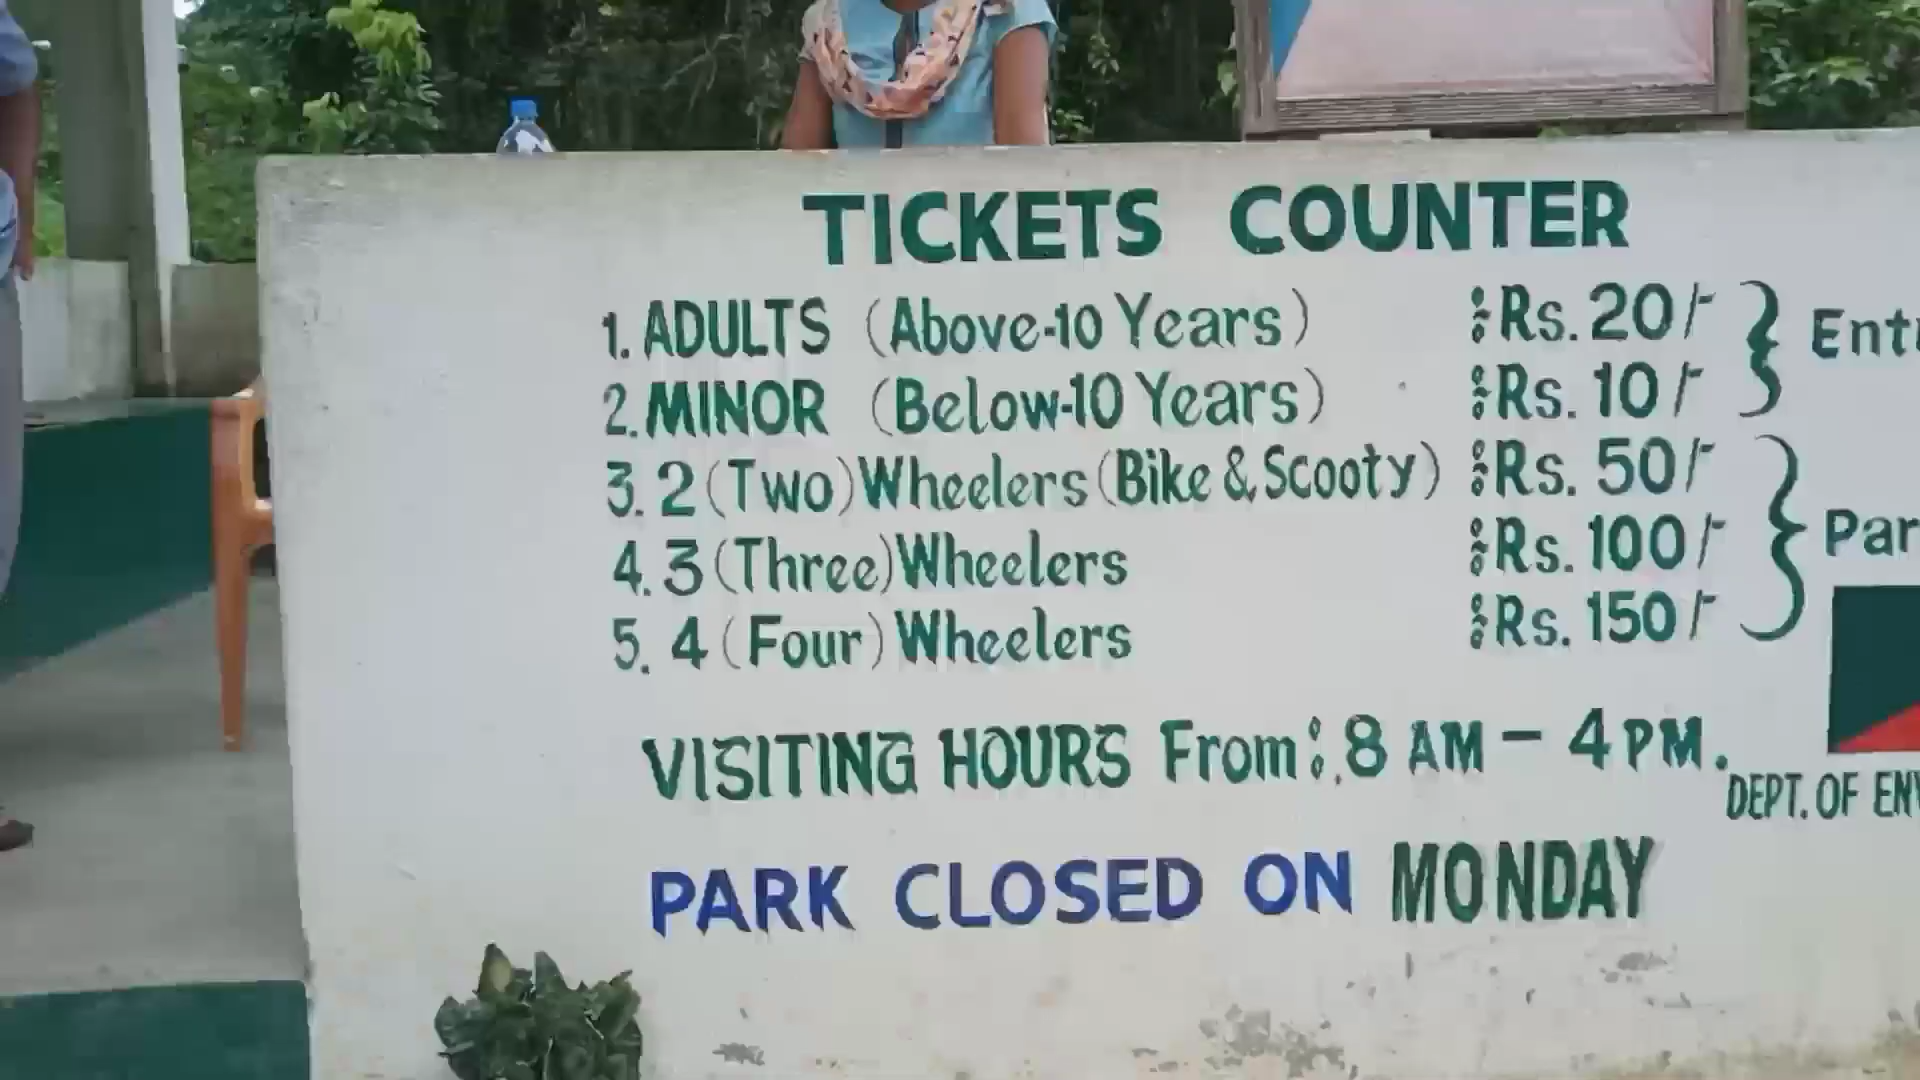 TICKETS COUNTER
1. ADULTS (Above-10 Years) : Rs. 20/-
2. MINOR (Below-10 Years) : Rs. 10/-
3. 2 (Two) Wheelers (Bike & Scooty) : Rs. 50/-
4. 3 (Three) Wheelers : Rs. 100/-
5. 4 (Four) Wheelers : Rs. 150/-
VISITING HOURS From : 8 AM - 4 PM.
DEPT. OF
PARK CLOSED ON MONDAY